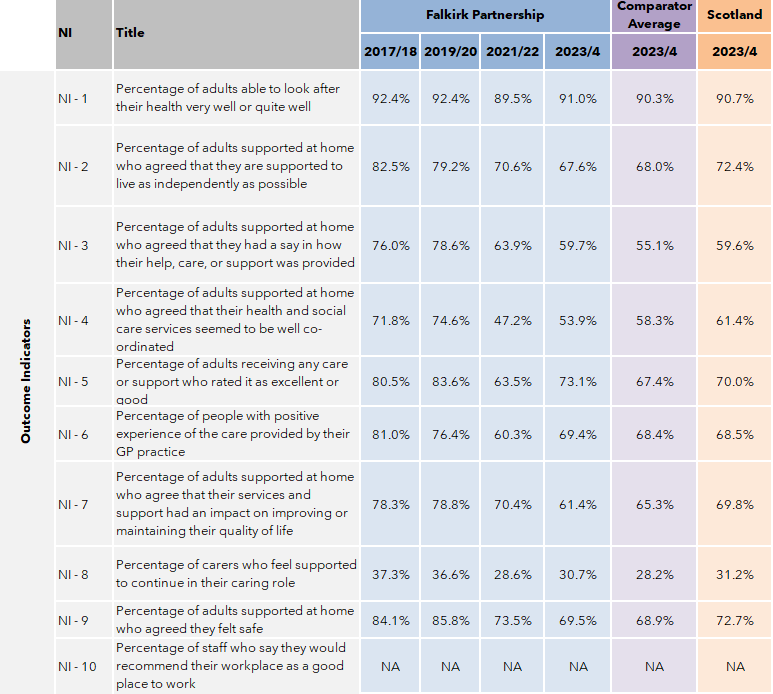 NI Title Falkirk Partnership Comparator Average Scotland
2017/18 2019/20 2021/22 2023/4 2023/4 2023/4
Outcome Indicators
NI - 1
Percentage of adults able to look after
their health very well or quite well
92.4% 92.4% 89.5% 91.0% 90.3% 90.7%
NI - 2
Percentage of adults supported at home
who agreed that they are supported to
live as independently as possible
82.5% 79.2% 70.6% 67.6% 68.0% 72.4%
NI - 3
Percentage of adults supported at home
who agreed that they had a say in how
their help, care, or support was provided
76.0% 78.6% 63.9% 59.7% 55.1% 59.6%
NI - 4
Percentage of adults supported at home
who agreed that their health and social
care services seemed to be well co-
ordinated
71.8% 74.6% 47.2% 53.9% 58.3% 61.4%
NI - 5
Percentage of adults receiving any care
or support who rated it as excellent or
good
80.5% 83.6% 63.5% 73.1% 67.4% 70.0%
NI - 6
Percentage of people with positive
experience of the care provided by their
GP practice
81.0% 76.4% 60.3% 69.4% 68.4% 68.5%
NI - 7
Percentage of adults supported at home
who agree that their services and
support had an impact on improving or
maintaining their quality of life
78.3% 78.8% 70.4% 61.4% 65.3% 69.8%
NI - 8
Percentage of carers who feel supported
to continue in their caring role
37.3% 36.6% 28.6% 30.7% 28.2% 31.2%
NI - 9
Percentage of adults supported at home
who agreed they felt safe
84.1% 85.8% 73.5% 69.5% 68.9% 72.7%
NI - 10
Percentage of staff who say they would
recommend their workplace as a good
place to work
NA NA NA NA NA NA